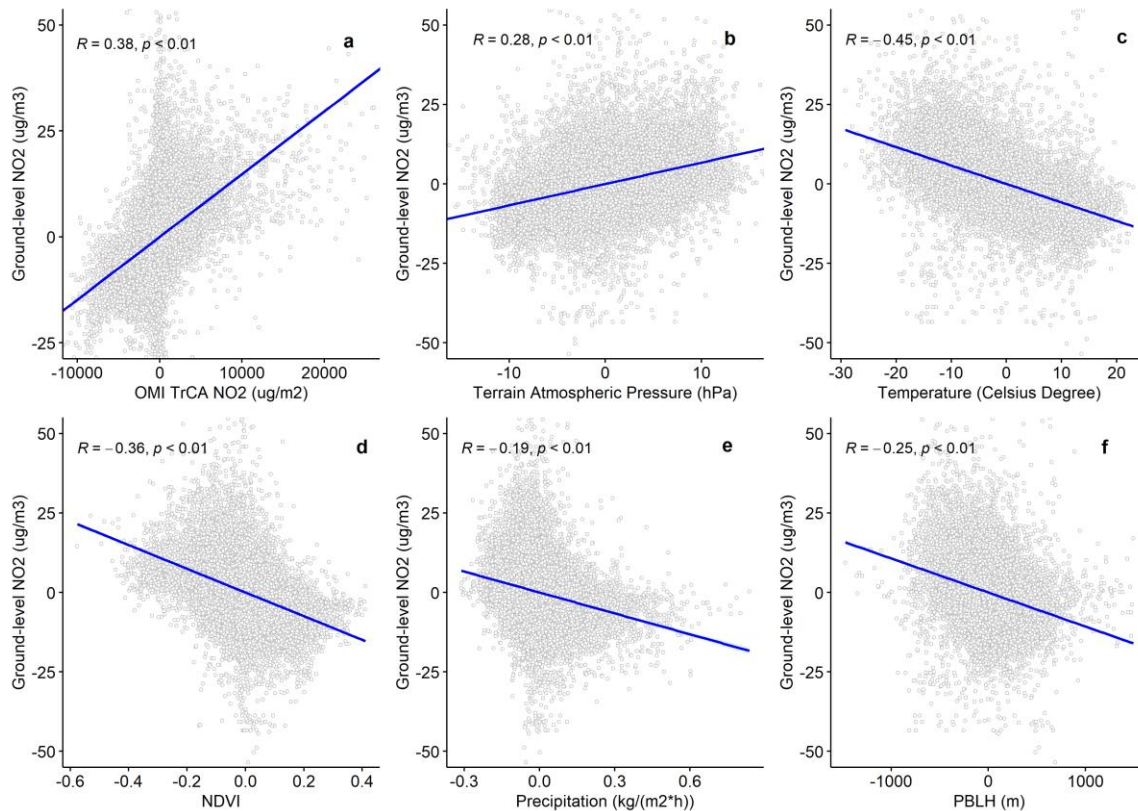 R = 0.38, p < 0.01
a
Ground-level NO2 (ug/m3)
50
25
0
-25
-10000 0 10000 20000
OMI TrCA NO2 (ug/m2)
R = 0.28, p < 0.01
b
Ground-level NO2 (ug/m3)
50
25
0
-25
-50
-10 0 10
Terrain Atmospheric Pressure (hPa)
R = −0.45, p < 0.01
c
Ground-level NO2 (ug/m3)
50
25
0
-25
-50
-30 -20 -10 0 10 20
Temperature (Celsius Degree)
R = −0.36, p < 0.01
d
Ground-level NO2 (ug/m3)
50
25
0
-25
-50
-0.6 -0.4 -0.2 0.0 0.2 0.4
NDVI
R = −0.19, p < 0.01
e
Ground-level NO2 (ug/m3)
50
25
0
-25
-50
-0.3 0.0 0.3 0.6
Precipitation (kg/(m2*h))
R = −0.25, p < 0.01
f
Ground-level NO2 (ug/m3)
50
25
0
-25
-50
-1000 0 1000
PBLH (m)